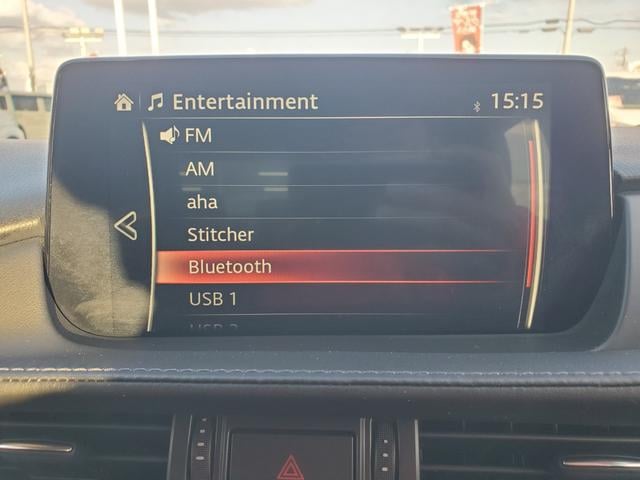 Entertainment 15:15
FM
AM
aha
Stitcher
Bluetooth
USB 1